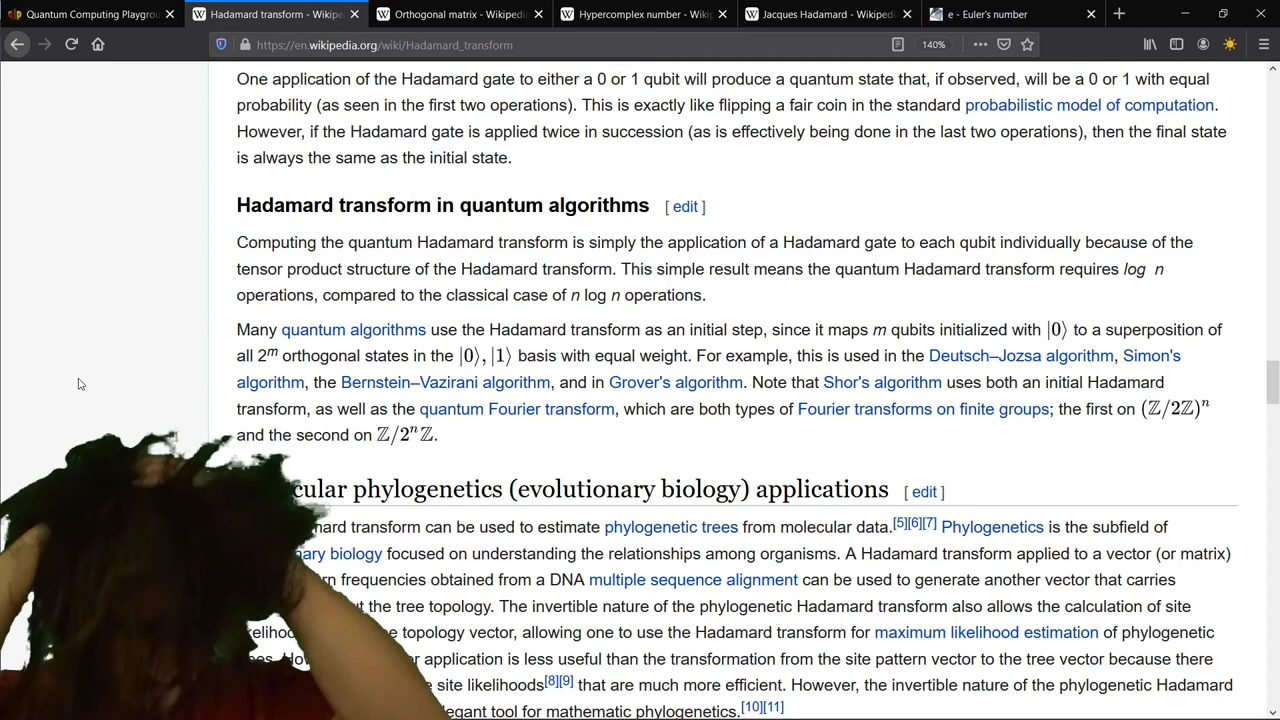 Quantum Computing Playgrou
Hadamard transform - Wikipe
Orthogonal matrix - Wikipedi
Hypercomplex number - Wikipe
Jacques Hadamard - Wikipedi
e - Euler's number
https://en.wikipedia.org/wiki/Hadamard_transform
140%
One application of the Hadamard gate to either a 0 or 1 qubit will produce a quantum state that, if observed, will be a 0 or 1 with equal
probability (as seen in the first two operations). This is exactly like flipping a fair coin in the standard probabilistic model of computation.
However, if the Hadamard gate is applied twice in succession (as is effectively being done in the last two operations), then the final state
is always the same as the initial state.
Hadamard transform in quantum algorithms [ edit ]
Computing the quantum Hadamard transform is simply the application of a Hadamard gate to each qubit individually because of the
tensor product structure of the Hadamard transform. This simple result means the quantum Hadamard transform requires log n
operations, compared to the classical case of n log n operations.
Many quantum algorithms use the Hadamard transform as an initial step, since it maps m qubits initialized with |0⟩ to a superposition of
all 2ᵐ orthogonal states in the |0⟩, |1⟩ basis with equal weight. For example, this is used in the Deutsch–Jozsa algorithm, Simon's
algorithm, the Bernstein–Vazirani algorithm, and in Grover's algorithm. Note that Shor's algorithm uses both an initial Hadamard
transform, as well as the quantum Fourier transform, which are both types of Fourier transforms on finite groups; the first on (ℤ/2ℤ)ⁿ
and the second on ℤ/2ⁿℤ.
phylogenetics (evolutionary biology) applications [ edit ]
transform can be used to estimate phylogenetic trees from molecular data.[5][6][7] Phylogenetics is the subfield of
biology focused on understanding the relationships among organisms. A Hadamard transform applied to a vector (or matrix)
frequencies obtained from a DNA multiple sequence alignment can be used to generate another vector that carries
the tree topology. The invertible nature of the phylogenetic Hadamard transform also allows the calculation of site
topology vector, allowing one to use the Hadamard transform for maximum likelihood estimation of phylogenetic
application is less useful than the transformation from the site pattern vector to the tree vector because there
site likelihoods[8][9] that are much more efficient. However, the invertible nature of the phylogenetic Hadamard
tool for mathematic phylogenetics.[10][11]